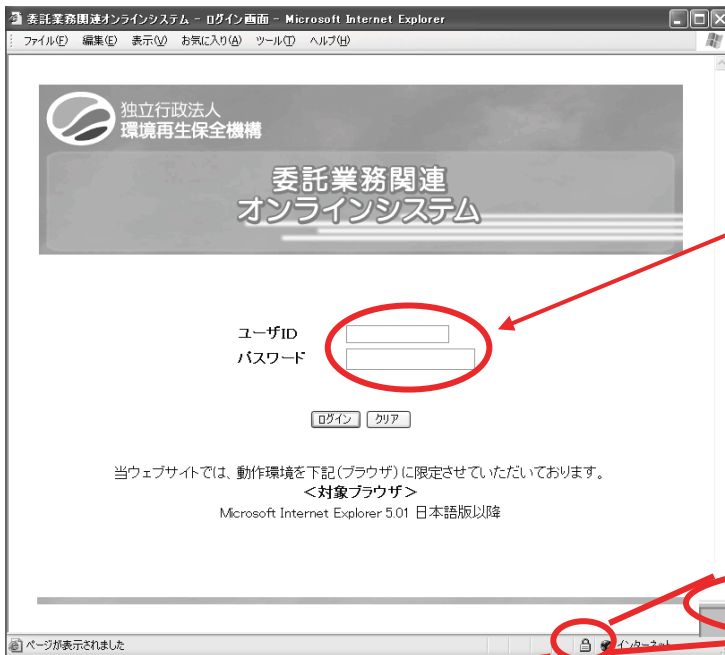 委託業務関連オンラインシステム - ログイン画面 - Microsoft Internet Explorer
ファイル(F) 編集(E) 表示(V) お気に入り(A) ツール(T) ヘルプ(H)
独立行政法人
環境再生保全機構
委託業務関連
オンラインシステム
ユーザID
パスワード
ログイン クリア
当ウェブサイトでは、動作環境を下記(ブラウザ)に限定させていただいております。
<対象ブラウザ>
Microsoft Internet Explorer 5.01 日本語版以降
ページが表示されました インターネット